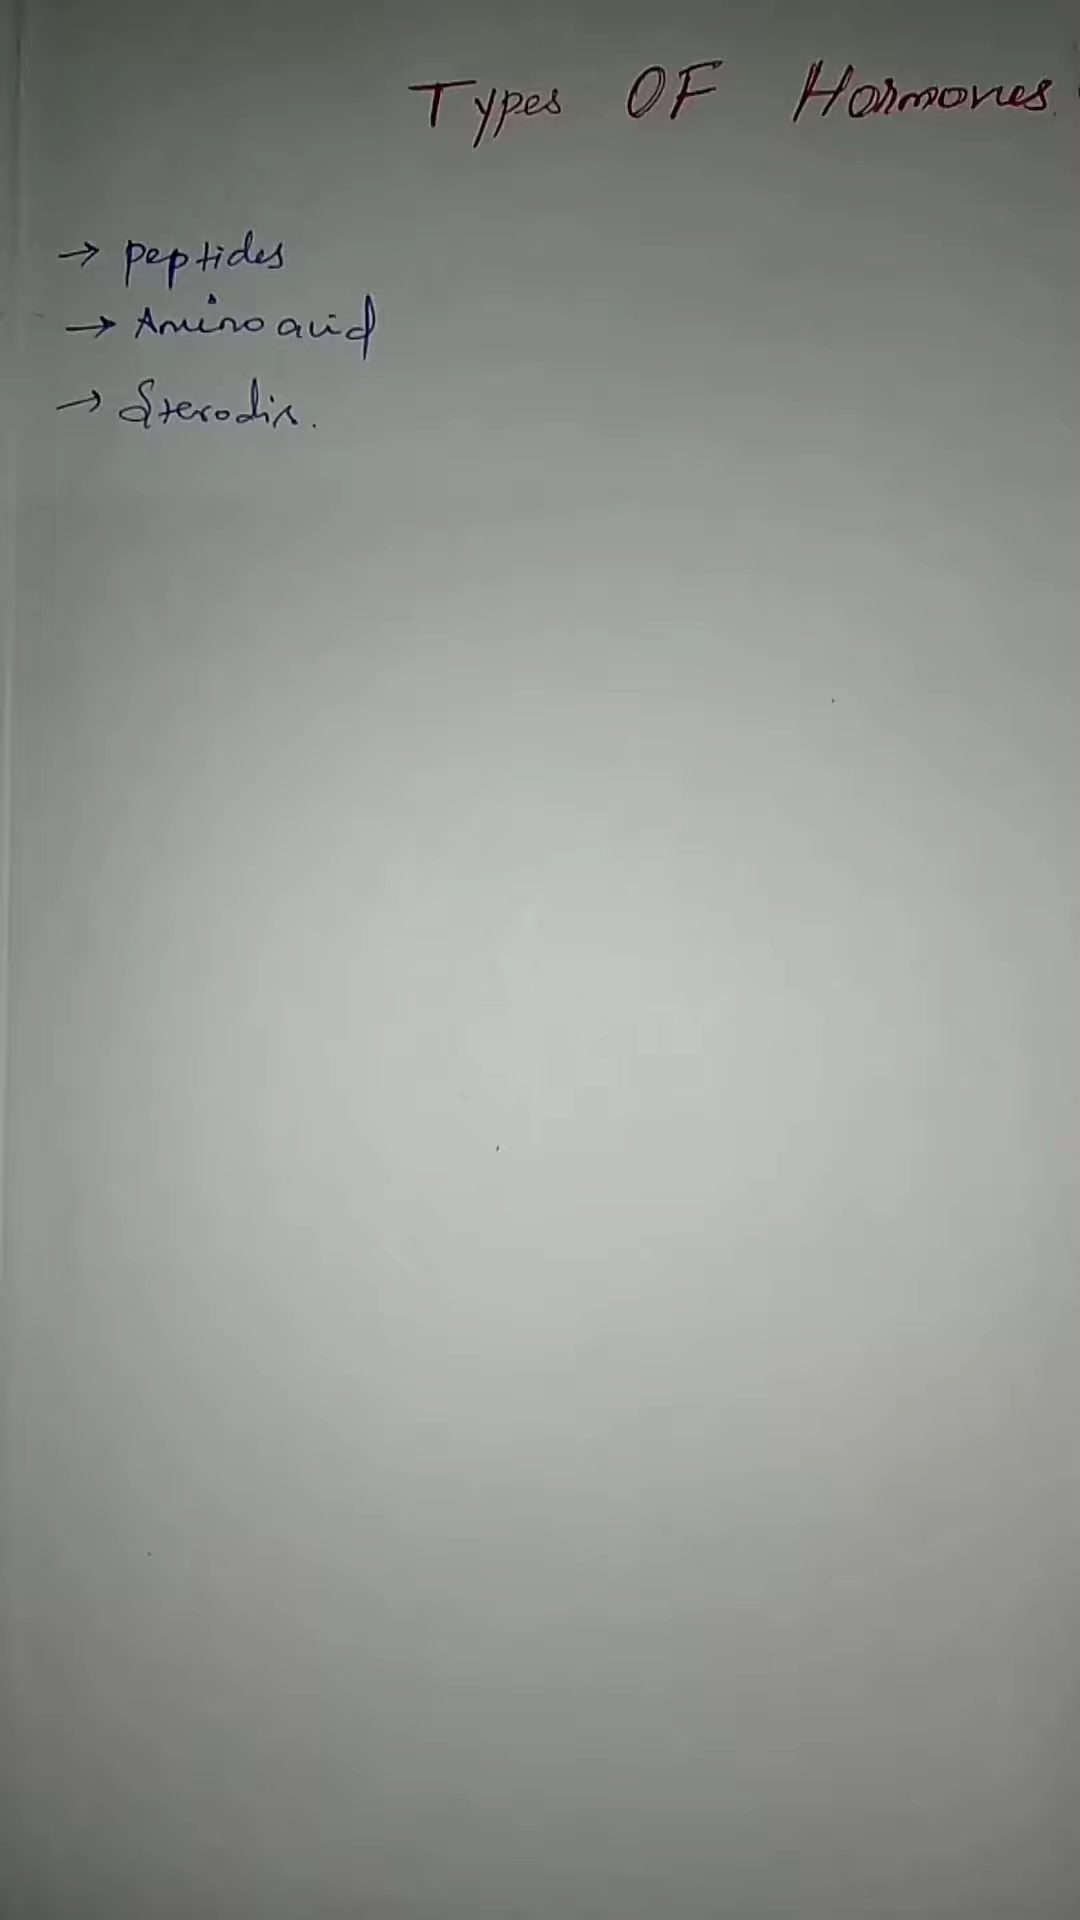 Types OF Hormones
→ peptides
→ Amino acid
→ Sterodis.